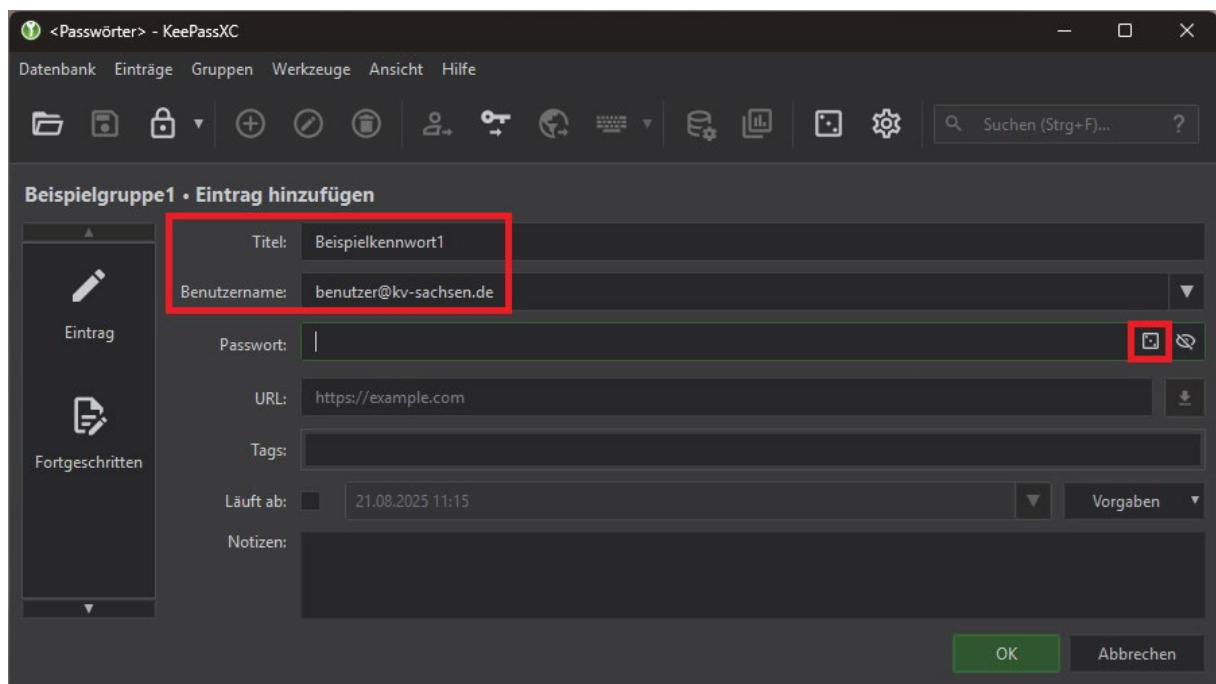 <Passwörter> - KeePassXC
Datenbank Einträge Gruppen Werkzeuge Ansicht Hilfe
Suchen (Strg+F)... ?
Beispielgruppe1 • Eintrag hinzufügen
Titel: Beispielkennwort1
Benutzername: benutzer@kv-sachsen.de
Eintrag
Passwort:
URL: https://example.com
Tags:
Fortgeschritten
Läuft ab: 21.08.2025 11:15 Vorgaben
Notizen:
OK Abbrechen